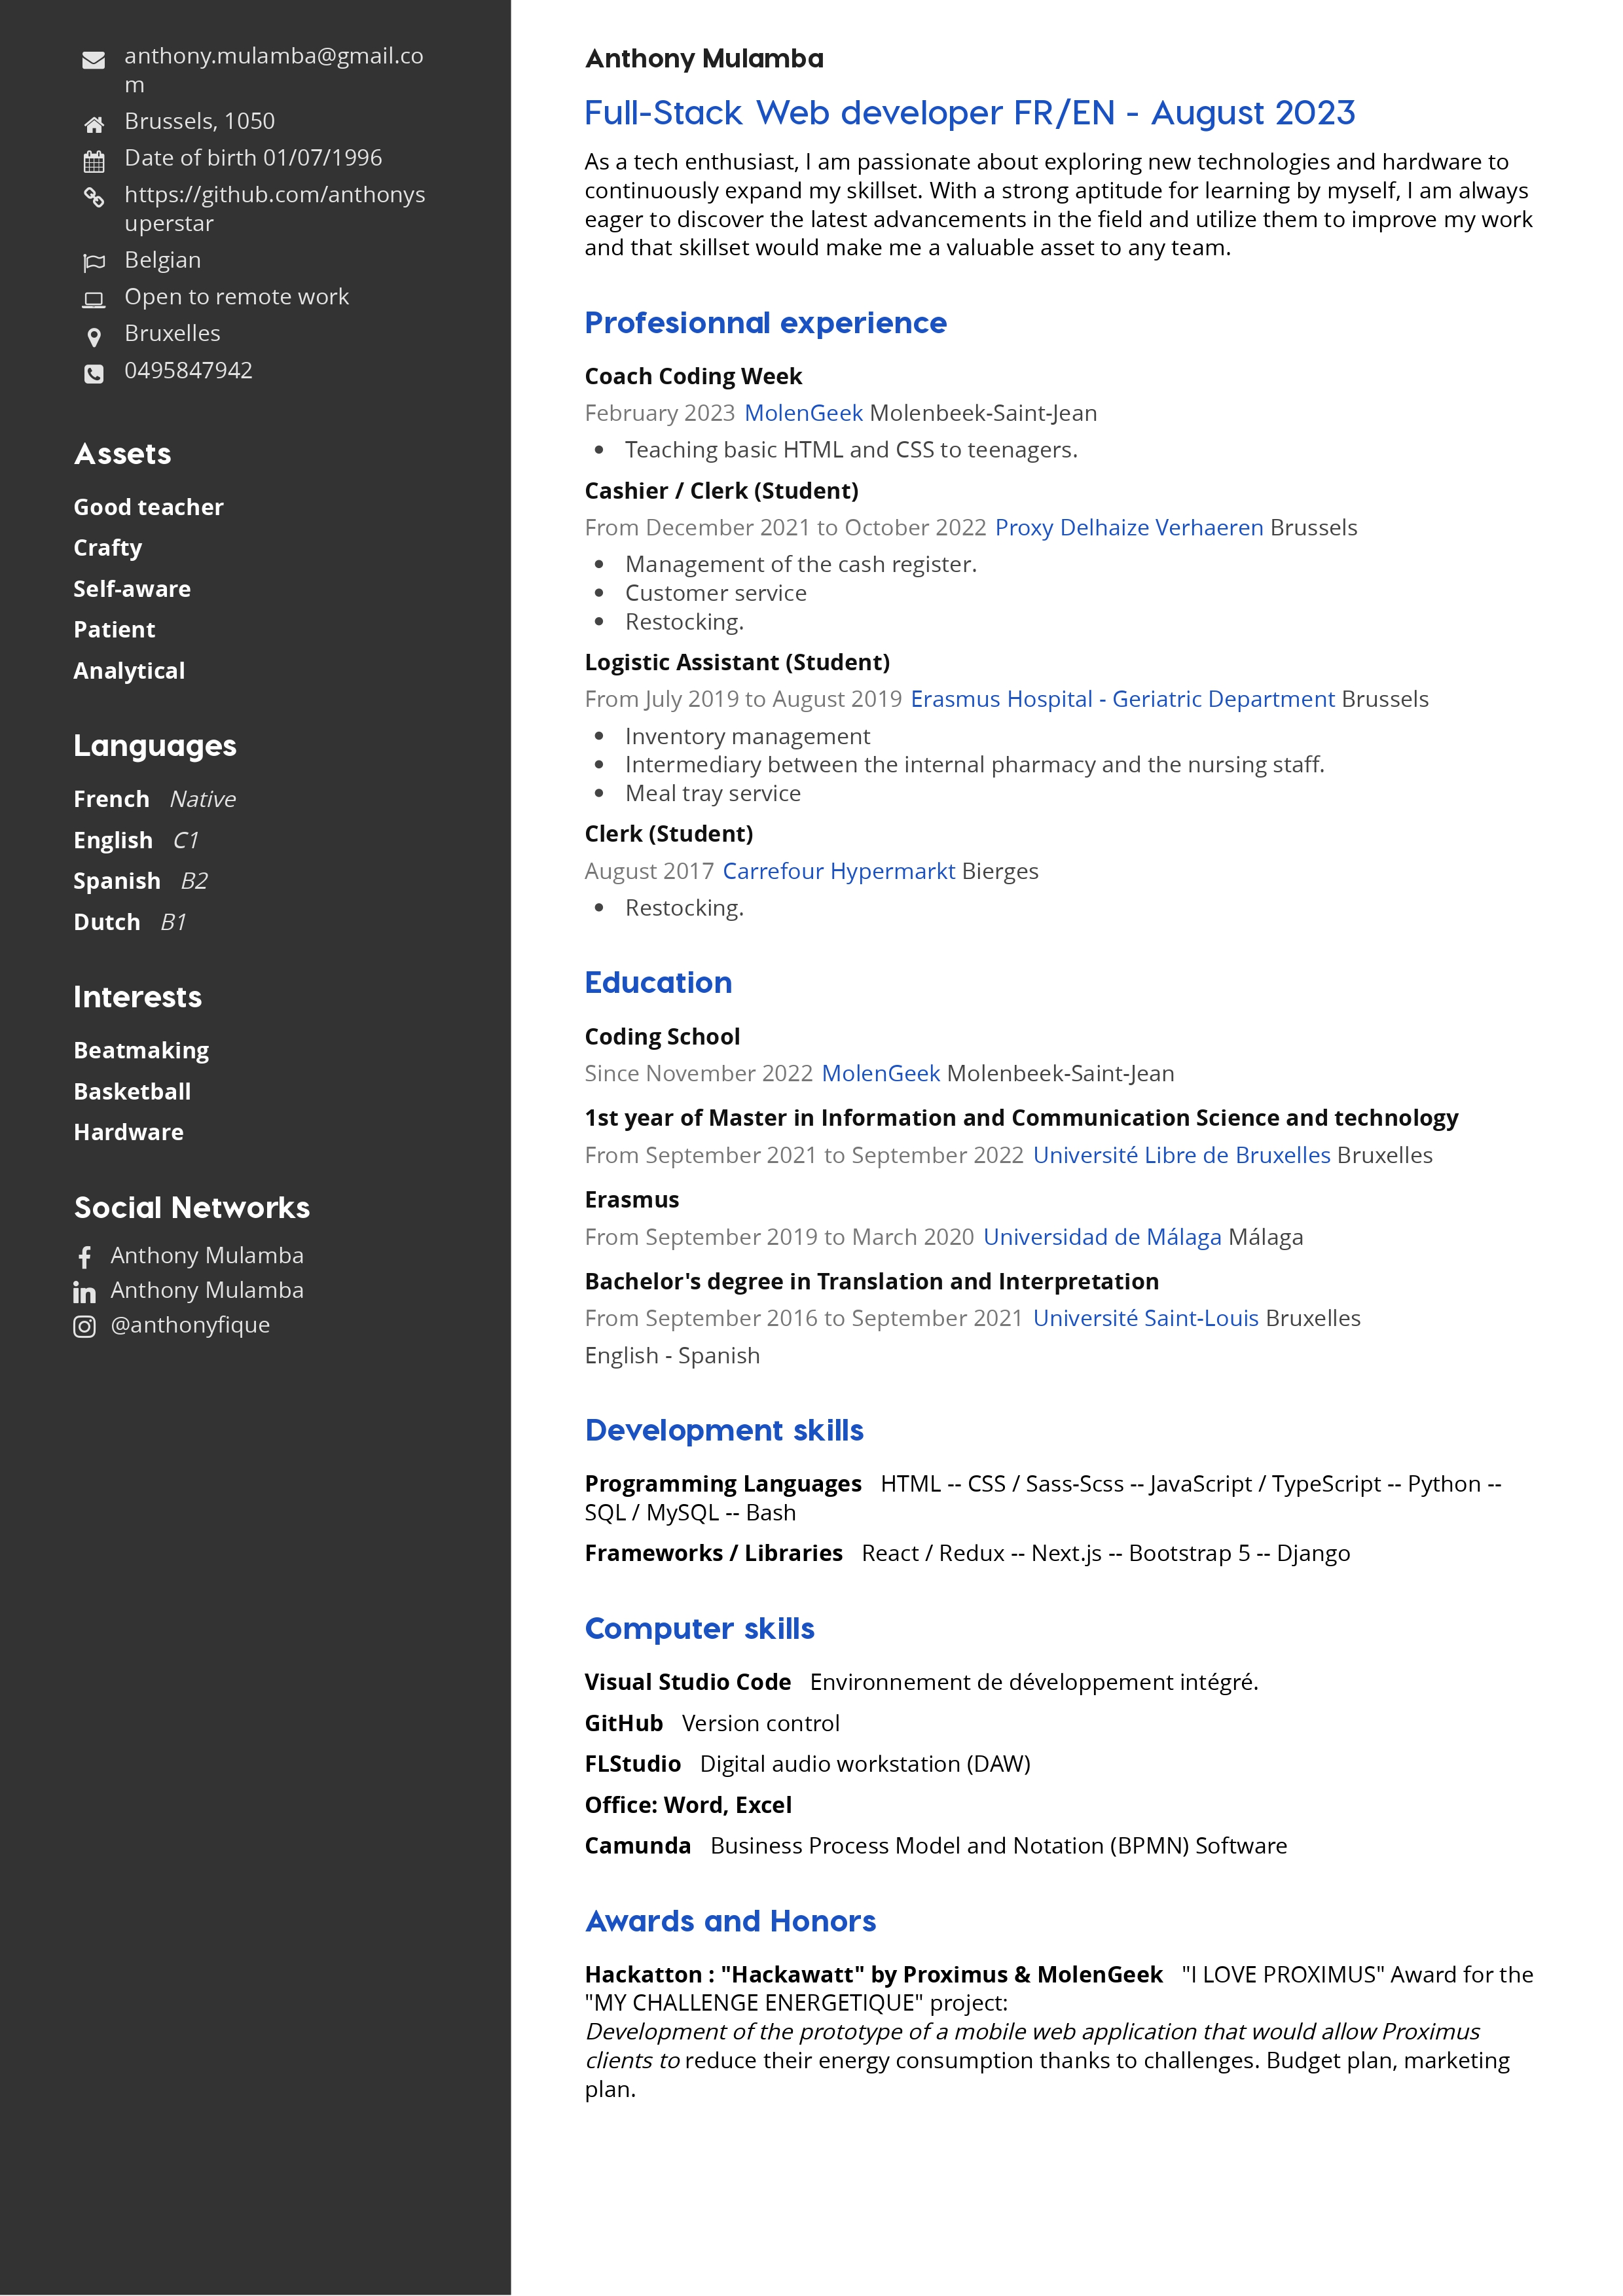 anthony.mulamba@gmail.co
m
Brussels, 1050
Date of birth 01/07/1996
https://github.com/anthonys
uperstar
Belgian
Open to remote work
Bruxelles
0495847942
Assets
Good teacher
Crafty
Self-aware
Patient
Analytical
Languages
French Native
English C1
Spanish B2
Dutch B1
Interests
Beatmaking
Basketball
Hardware
Social Networks
Anthony Mulamba
Anthony Mulamba
@anthonyfique
Anthony Mulamba
Full-Stack Web developer FR/EN - August 2023
As a tech enthusiast, I am passionate about exploring new technologies and hardware to
continuously expand my skillset. With a strong aptitude for learning by myself, I am always
eager to discover the latest advancements in the field and utilize them to improve my work
and that skillset would make me a valuable asset to any team.
Profesionnal experience
Coach Coding Week
February 2023 MolenGeek Molenbeek-Saint-Jean
• Teaching basic HTML and CSS to teenagers.
Cashier / Clerk (Student)
From December 2021 to October 2022 Proxy Delhaize Verhaeren Brussels
• Management of the cash register.
• Customer service
• Restocking.
Logistic Assistant (Student)
From July 2019 to August 2019 Erasmus Hospital - Geriatric Department Brussels
• Inventory management
• Intermediary between the internal pharmacy and the nursing staff.
• Meal tray service
Clerk (Student)
August 2017 Carrefour Hypermarkt Bierges
• Restocking.
Education
Coding School
Since November 2022 MolenGeek Molenbeek-Saint-Jean
1st year of Master in Information and Communication Science and technology
From September 2021 to September 2022 Université Libre de Bruxelles Bruxelles
Erasmus
From September 2019 to March 2020 Universidad de Málaga Málaga
Bachelor's degree in Translation and Interpretation
From September 2016 to September 2021 Université Saint-Louis Bruxelles
English - Spanish
Development skills
Programming Languages HTML -- CSS / Sass-Scss -- JavaScript / TypeScript -- Python --
SQL / MySQL -- Bash
Frameworks / Libraries React / Redux -- Next.js -- Bootstrap 5 -- Django
Computer skills
Visual Studio Code Environnement de développement intégré.
GitHub Version control
FLStudio Digital audio workstation (DAW)
Office: Word, Excel
Camunda Business Process Model and Notation (BPMN) Software
Awards and Honors
Hackatton : "Hackawatt" by Proximus & MolenGeek "I LOVE PROXIMUS" Award for the
"MY CHALLENGE ENERGETIQUE" project:
Development of the prototype of a mobile web application that would allow Proximus
clients to reduce their energy consumption thanks to challenges. Budget plan, marketing
plan.